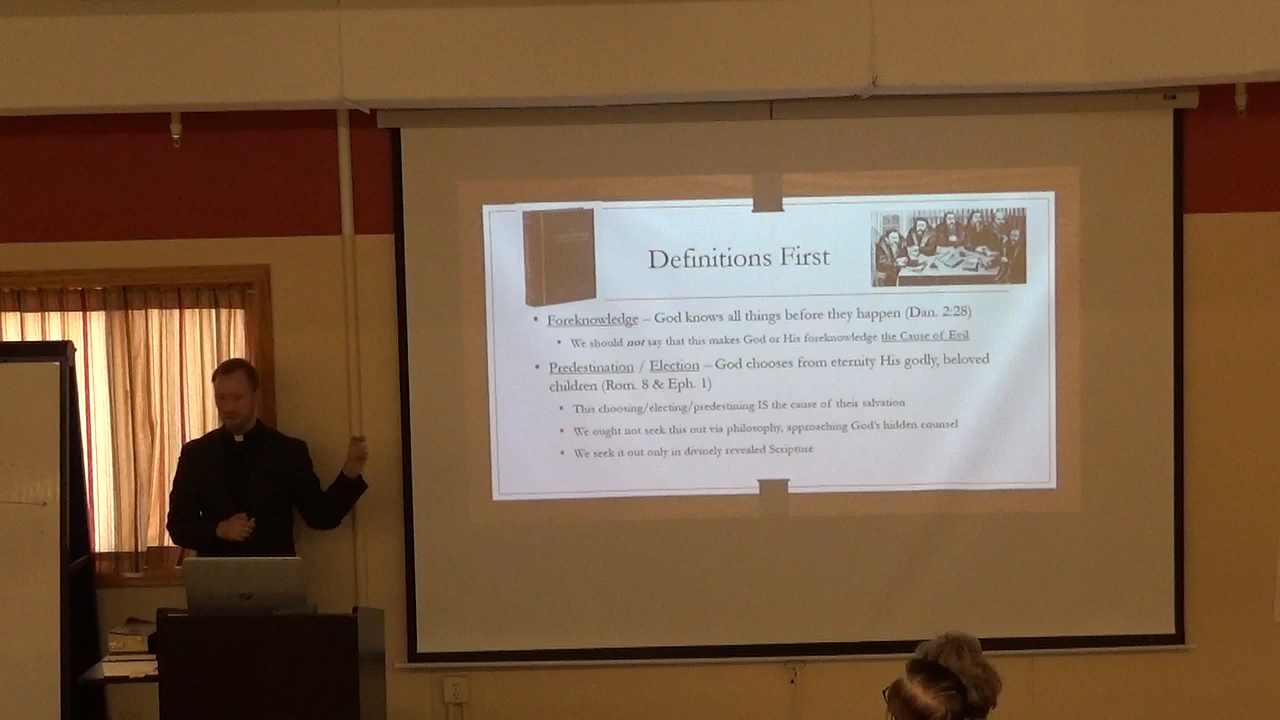 Definitions First
• Foreknowledge – God knows all things before they happen (Dan. 2:28)
• We should not say that this makes God or His foreknowledge the Cause of Evil
• Predestination / Election – God chooses from eternity His godly, beloved
children (Rom. 8 & Eph. 1)
• This choosing/electing/predestining IS the cause of their salvation
• We ought not seek this out via philosophy, approaching God's hidden counsel
• We seek it out only in divinely revealed Scripture